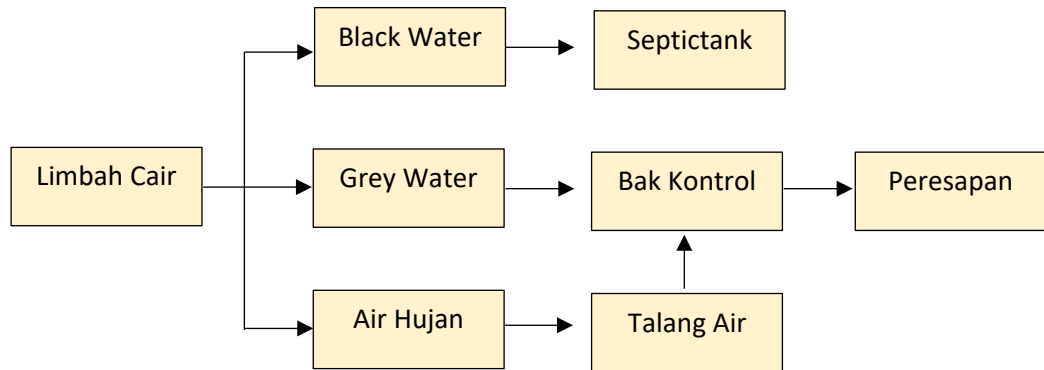 Black Water
Septictank
Limbah Cair
Grey Water
Bak Kontrol
Peresapan
Air Hujan
Talang Air